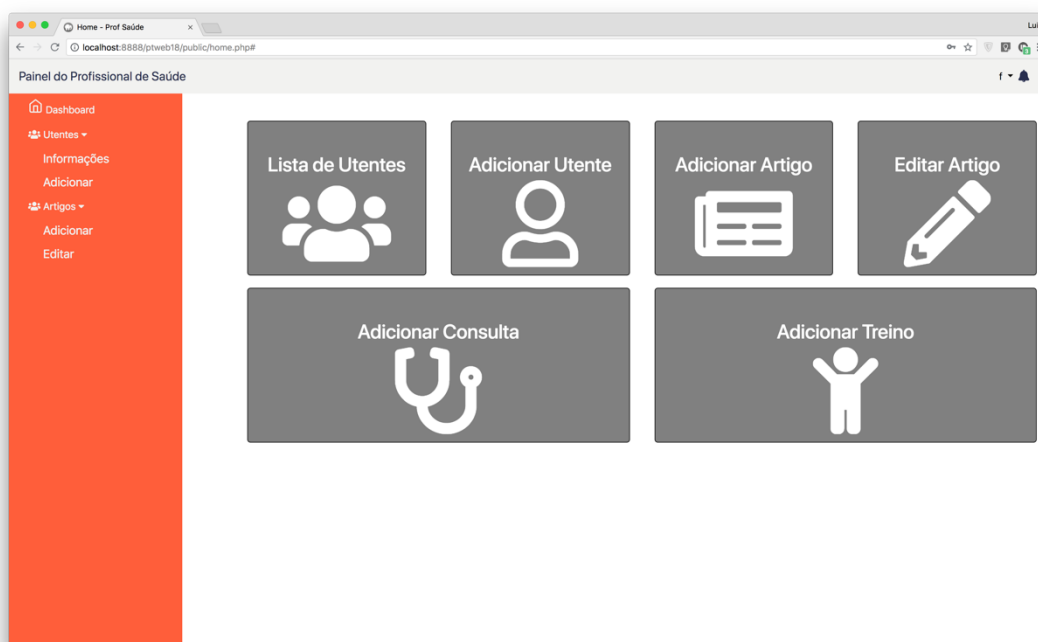 Home - Prof Saúde
Lui
localhost:8888/ptweb18/public/home.php#
Painel do Profissional de Saúde
f
Dashboard
Utentes
Informações
Adicionar
Artigos
Adicionar
Editar
Lista de Utentes
Adicionar Utente
Adicionar Artigo
Editar Artigo
Adicionar Consulta
Adicionar Treino